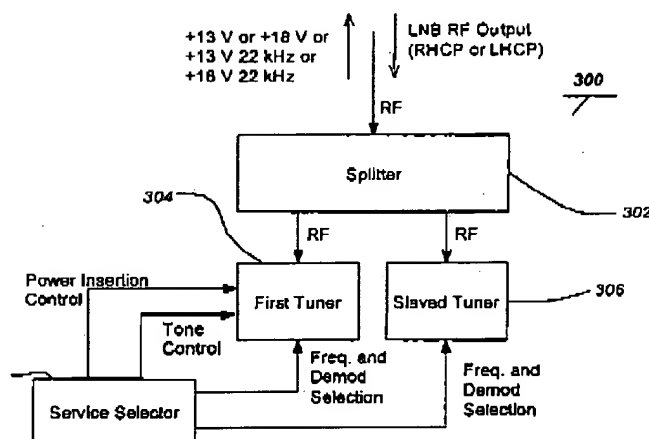 +13 V or +18 V or
+13 V 22 kHz or
+18 V 22 kHz
LNB RF Output
(RHCP or LHCP)
300
RF
Splitter
302
304
RF
RF
Power Insertion
Control
First Tuner
Slaved Tuner
306
Tone
Control
Freq. and
Demod
Selection
Freq. and
Demod
Selection
Service Selector